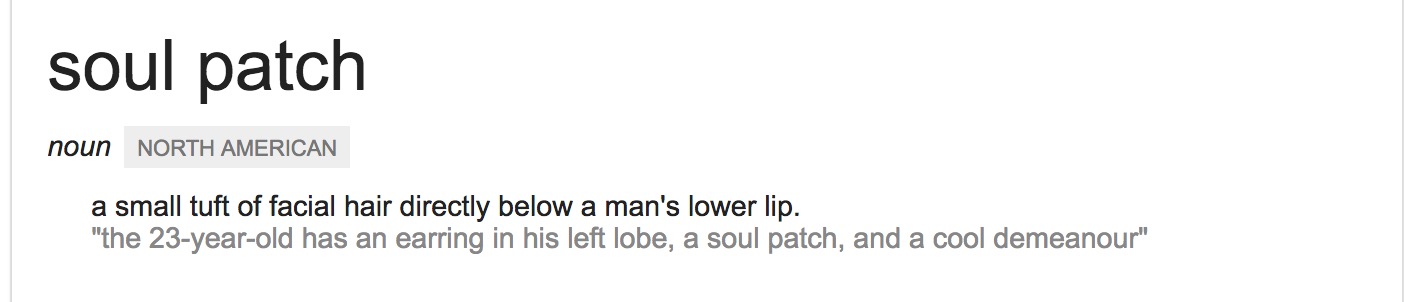 soul patch
noun NORTH AMERICAN
a small tuft of facial hair directly below a man's lower lip.
"the 23-year-old has an earring in his left lobe, a soul patch, and a cool demeanour"